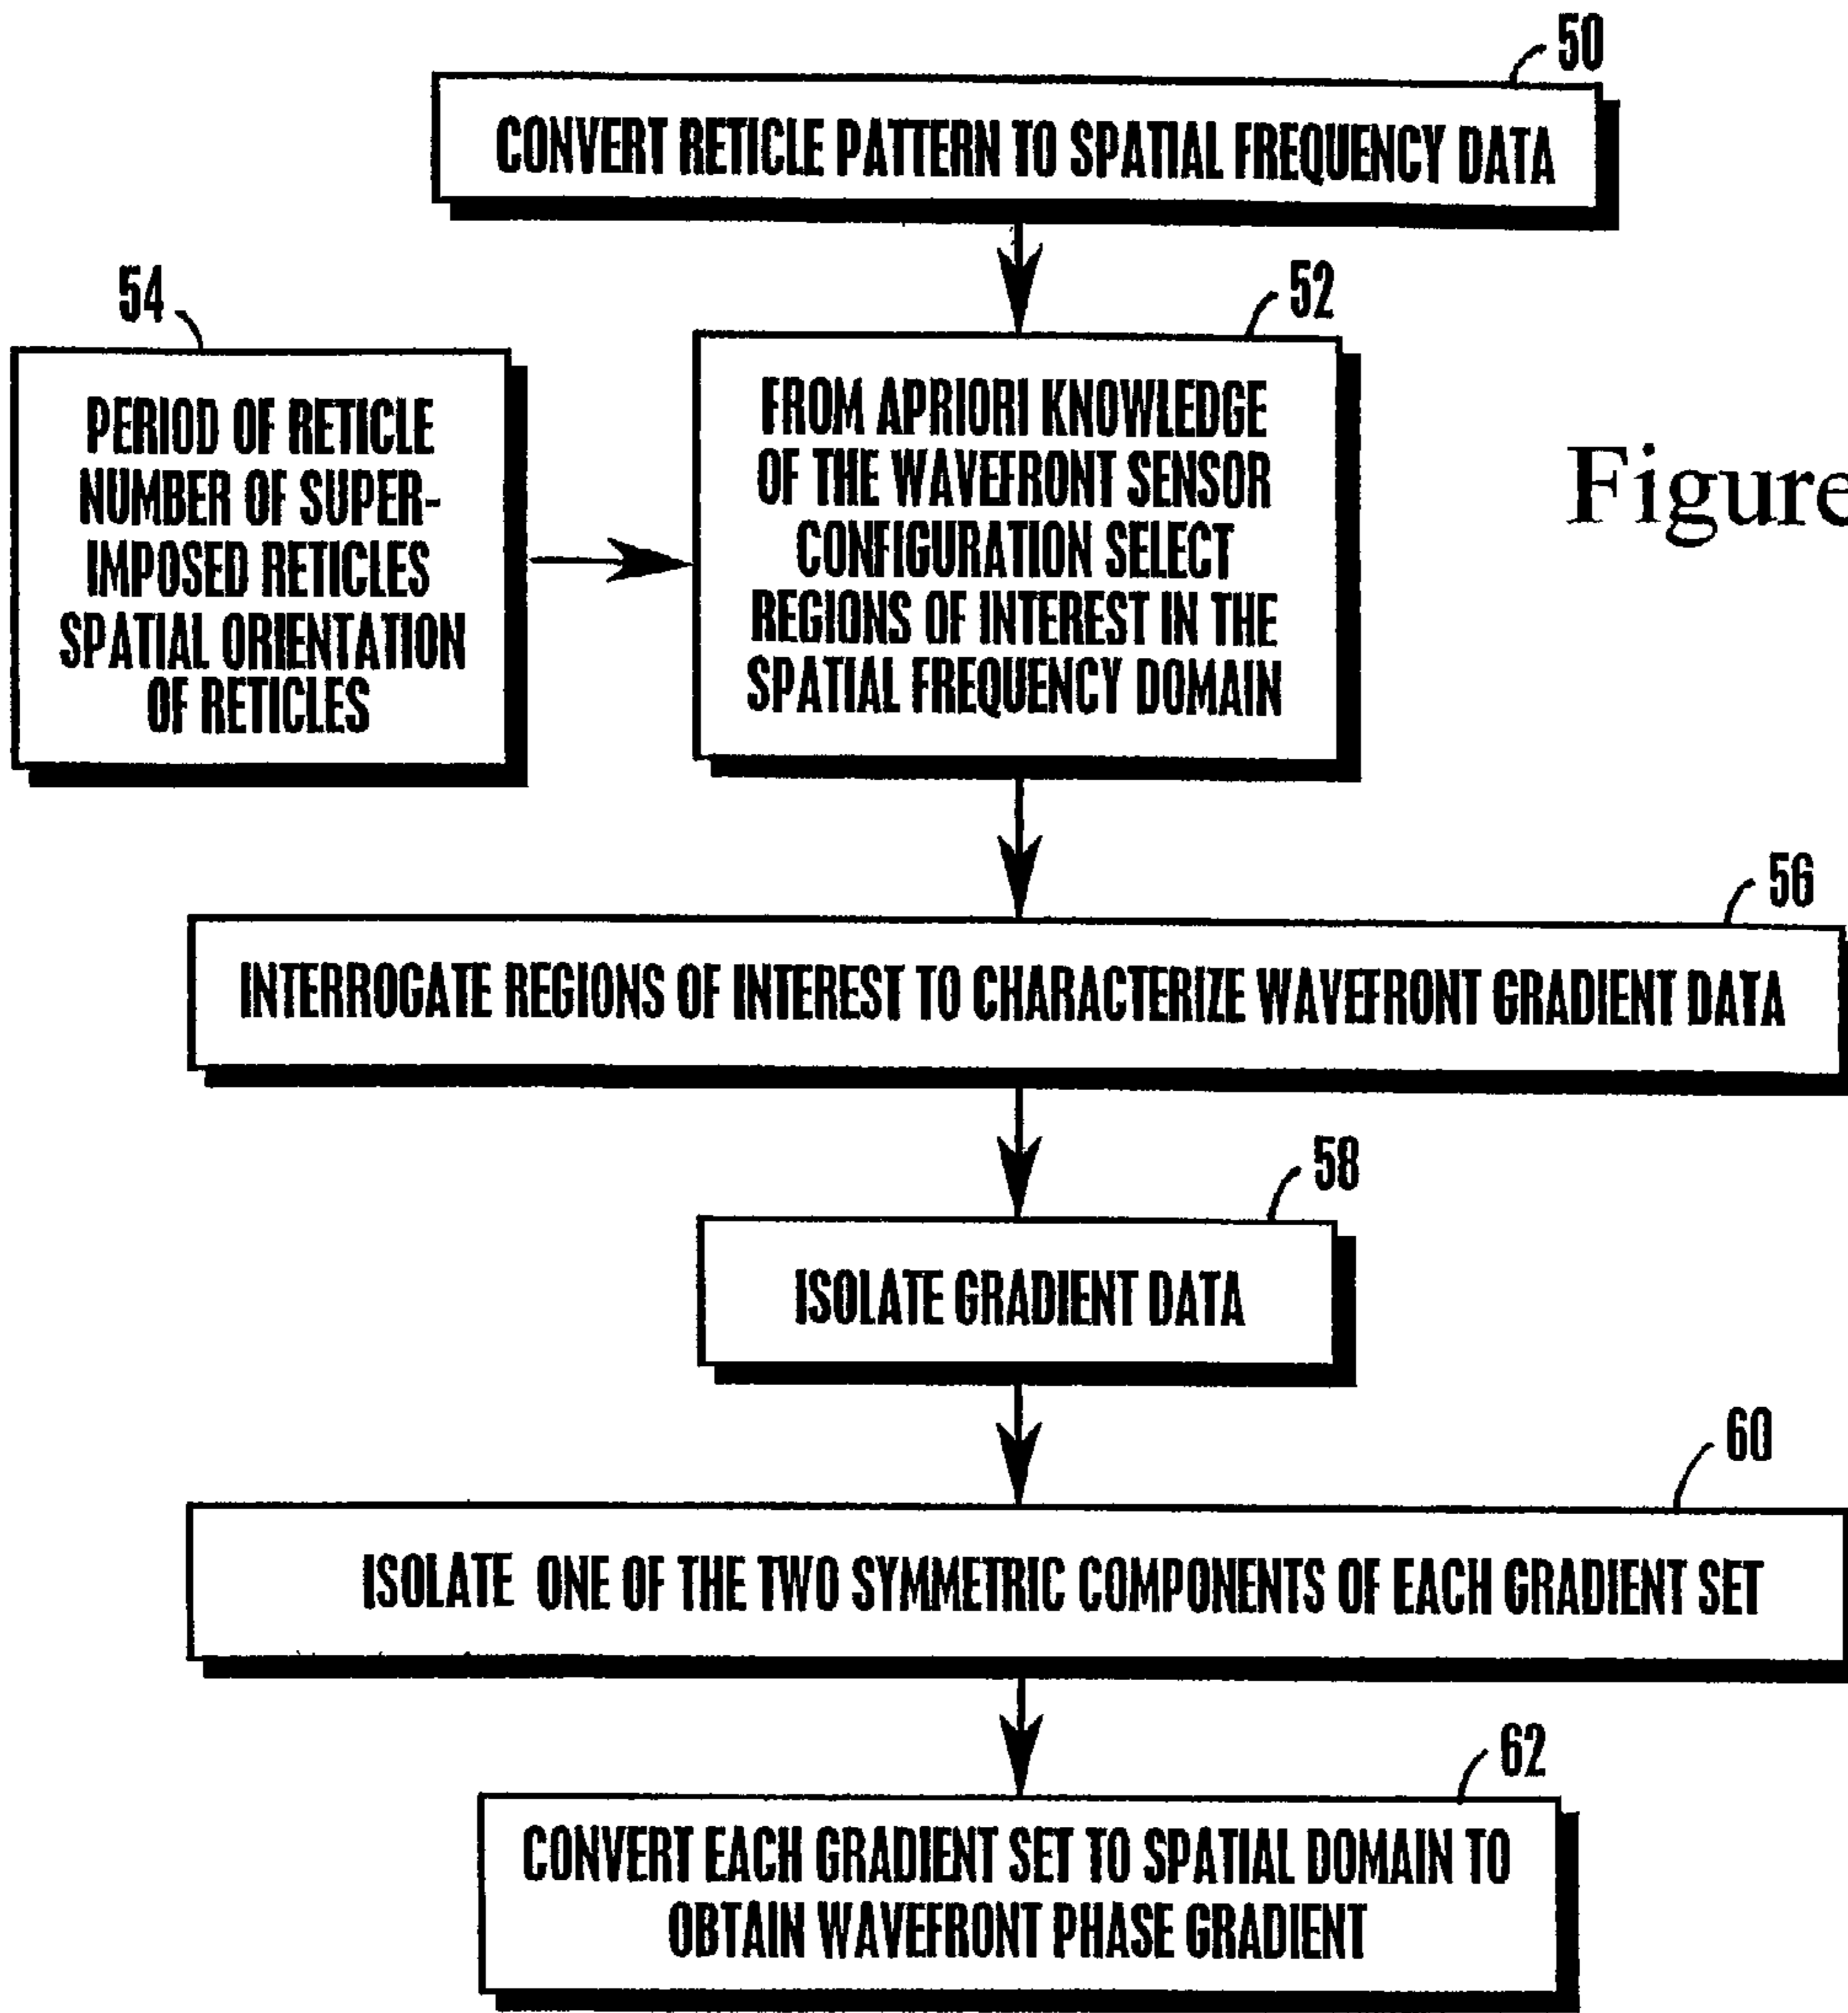 50
CONVERT RETICLE PATTERN TO SPATIAL FREQUENCY DATA
54
PERIOD OF RETICLE
NUMBER OF SUPER-
IMPOSED RETICLES
SPATIAL ORIENTATION
OF RETICLES
52
FROM APRIORI KNOWLEDGE
OF THE WAVEFRONT SENSOR
CONFIGURATION SELECT
REGIONS OF INTEREST IN THE
SPATIAL FREQUENCY DOMAIN
Figure
56
INTERROGATE REGIONS OF INTEREST TO CHARACTERIZE WAVEFRONT GRADIENT DATA
58
ISOLATE GRADIENT DATA
60
ISOLATE ONE OF THE TWO SYMMETRIC COMPONENTS OF EACH GRADIENT SET
62
CONVERT EACH GRADIENT SET TO SPATIAL DOMAIN TO
OBTAIN WAVEFRONT PHASE GRADIENT